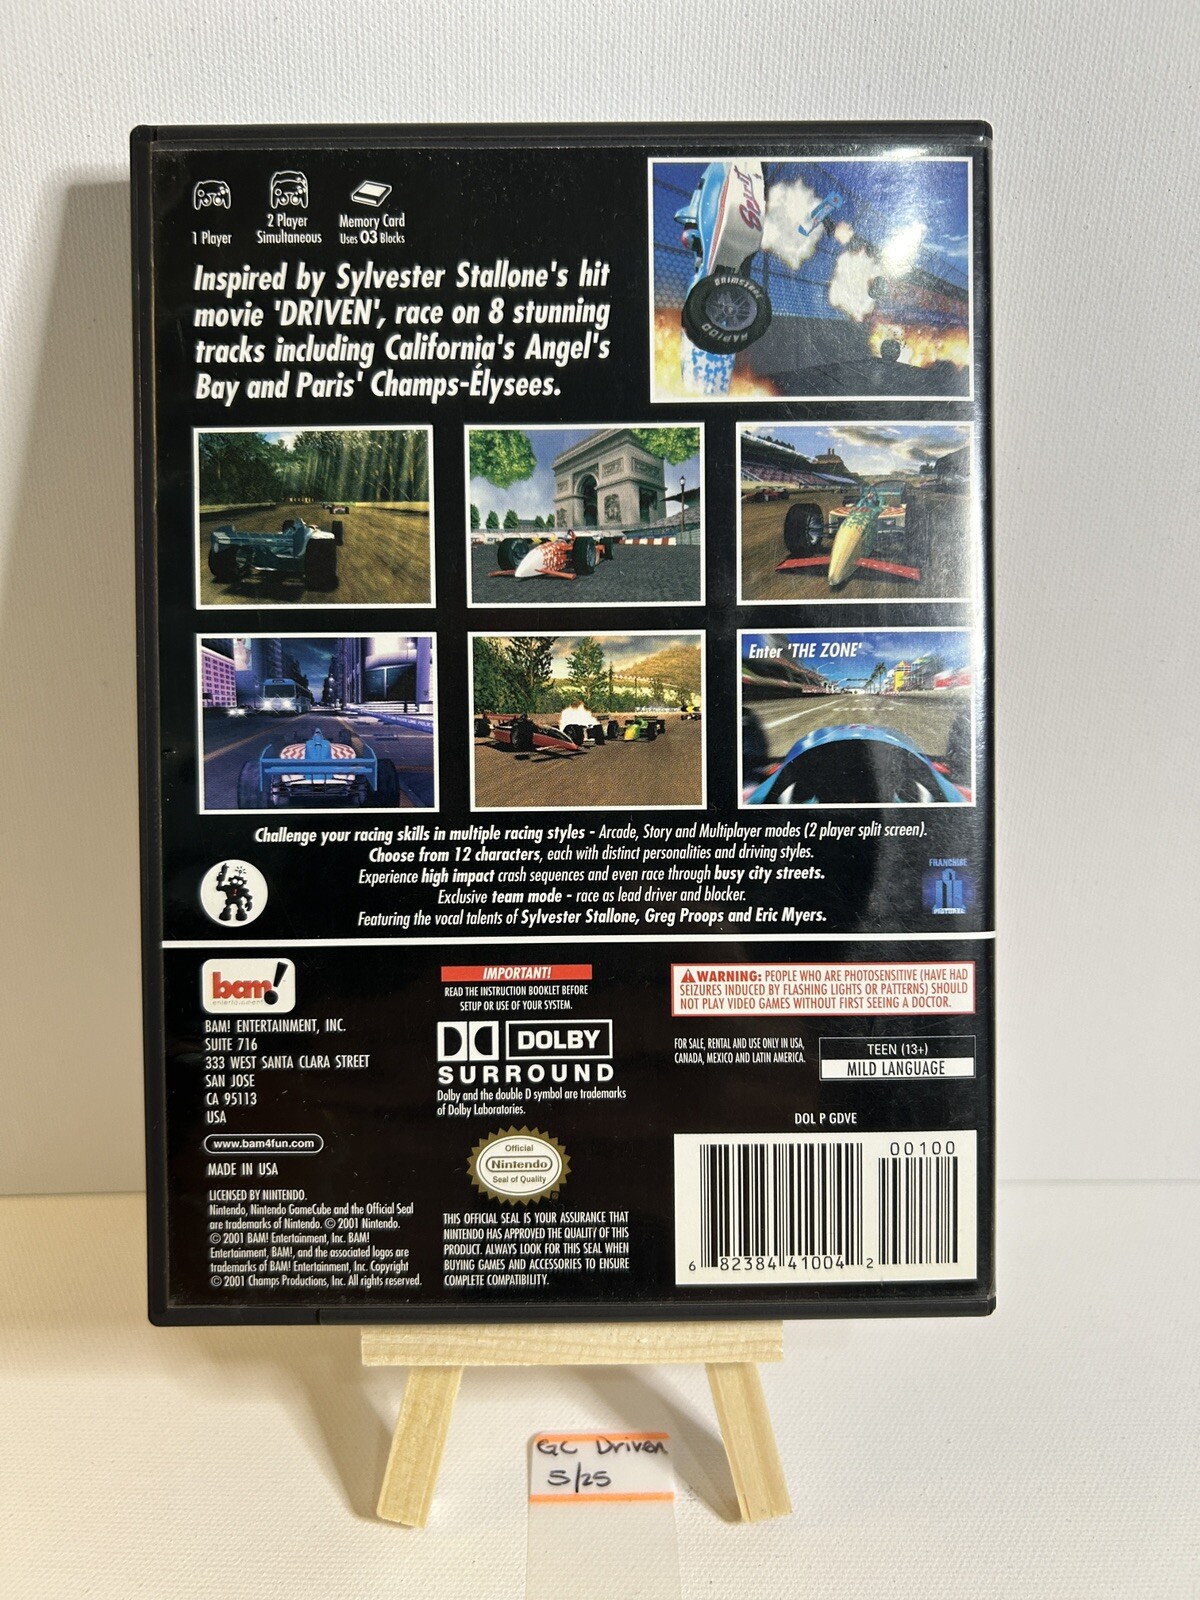 1 Player
2 Player
Simultaneous
Memory Card
Uses 03 Blocks
Inspired by Sylvester Stallone's hit
movie 'DRIVEN', race on 8 stunning
tracks including California's Angel's
Bay and Paris' Champs-Élysees.
Enter 'THE ZONE'
Challenge your racing skills in multiple racing styles - Arcade, Story and Multiplayer modes (2 player split screen).
Choose from 12 characters, each with distinct personalities and driving styles.
Experience high impact crash sequences and even race through busy city streets.
Exclusive team mode - race as lead driver and blocker.
Featuring the vocal talents of Sylvester Stallone, Greg Proops and Eric Myers.
FRANCHISE
PICTURES
bam!
entertainment
BAM! ENTERTAINMENT, INC.
SUITE 716
333 WEST SANTA CLARA STREET
SAN JOSE
CA 95113
USA
www.bam4fun.com
MADE IN USA
LICENSED BY NINTENDO.
Nintendo, Nintendo GameCube and the Official Seal
are trademarks of Nintendo. © 2001 Nintendo.
© 2001 BAM! Entertainment, Inc. BAM!
Entertainment, BAM!, and the associated logos are
trademarks of BAM! Entertainment, Inc. Copyright
© 2001 Champs Productions, Inc. All rights reserved.
IMPORTANT!
READ THE INSTRUCTION BOOKLET BEFORE
SETUP OR USE OF YOUR SYSTEM.
DOLBY
SURROUND
Dolby and the double D symbol are trademarks
of Dolby Laboratories.
Official
Nintendo
Seal of Quality
THIS OFFICIAL SEAL IS YOUR ASSURANCE THAT
NINTENDO HAS APPROVED THE QUALITY OF THIS
PRODUCT. ALWAYS LOOK FOR THIS SEAL WHEN
BUYING GAMES AND ACCESSORIES TO ENSURE
COMPLETE COMPATIBILITY.
WARNING: PEOPLE WHO ARE PHOTOSENSITIVE (HAVE HAD
SEIZURES INDUCED BY FLASHING LIGHTS OR PATTERNS) SHOULD
NOT PLAY VIDEO GAMES WITHOUT FIRST SEEING A DOCTOR.
FOR SALE, RENTAL AND USE ONLY IN USA,
CANADA, MEXICO AND LATIN AMERICA.
TEEN (13+)
MILD LANGUAGE
DOL P GDVE
00100
6 82384 41004 2
GC Driven
5/25